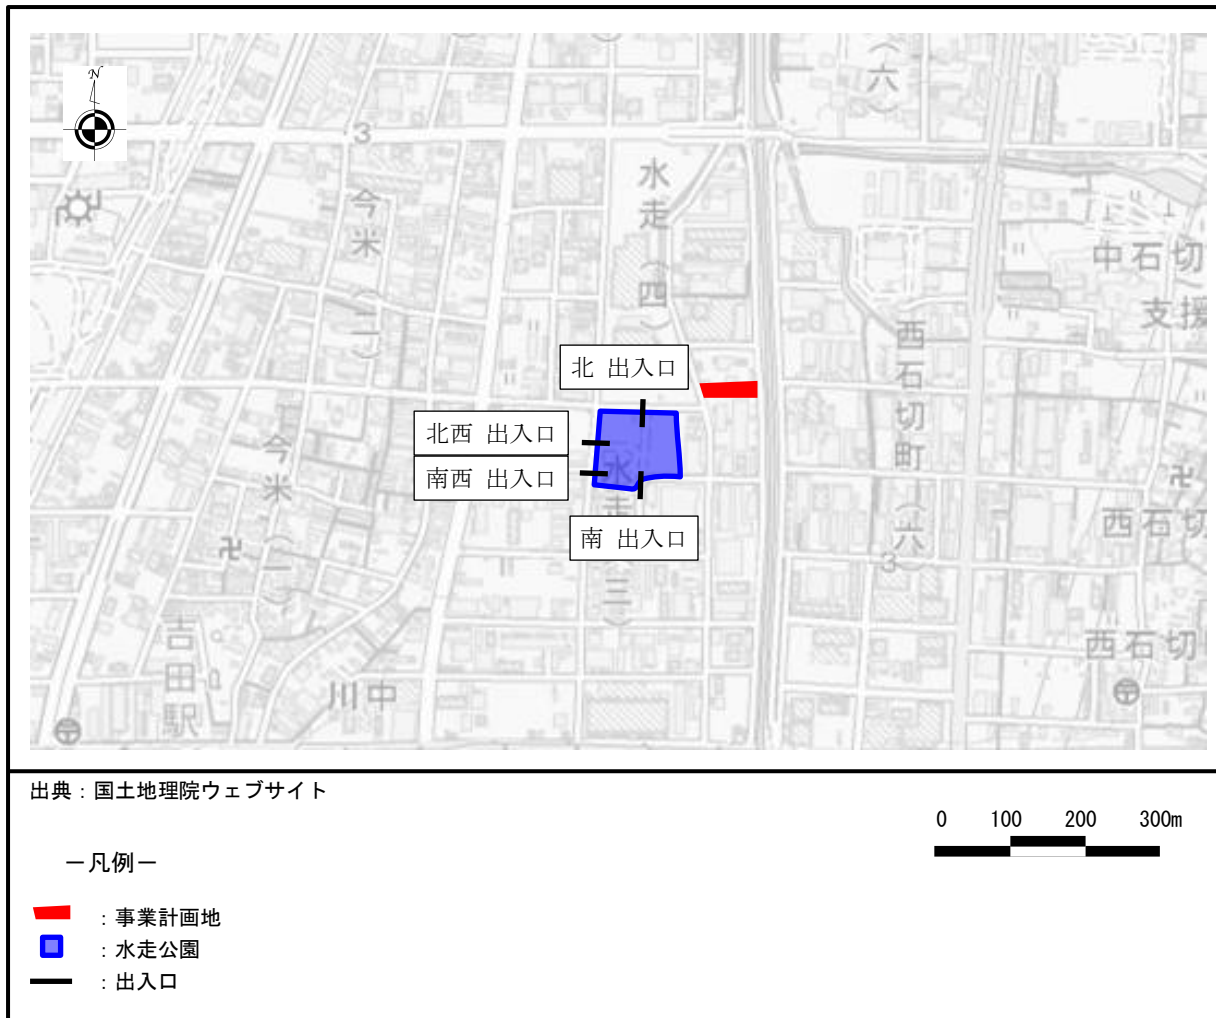 N
3
(六)
水走(四)
今米(二)
中石切
支援
西石切町(六)
北 出入口
北西 出入口
南西 出入口
南 出入口
今米(一)
水走(三)
西石切
3
吉田駅
川中
西石切
出典：国土地理院ウェブサイト
0 100 200 300m
－凡例－
：事業計画地
：水走公園
：出入口